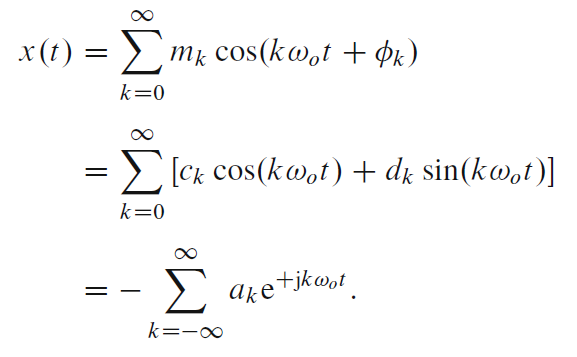 x(t) = ∑_{k=0}^{∞} m_k cos(kω_o t + ϕ_k)
= ∑_{k=0}^{∞} [c_k cos(kω_o t) + d_k sin(kω_o t)]
= − ∑_{k=−∞}^{∞} a_k e^{+jkω_o t} .